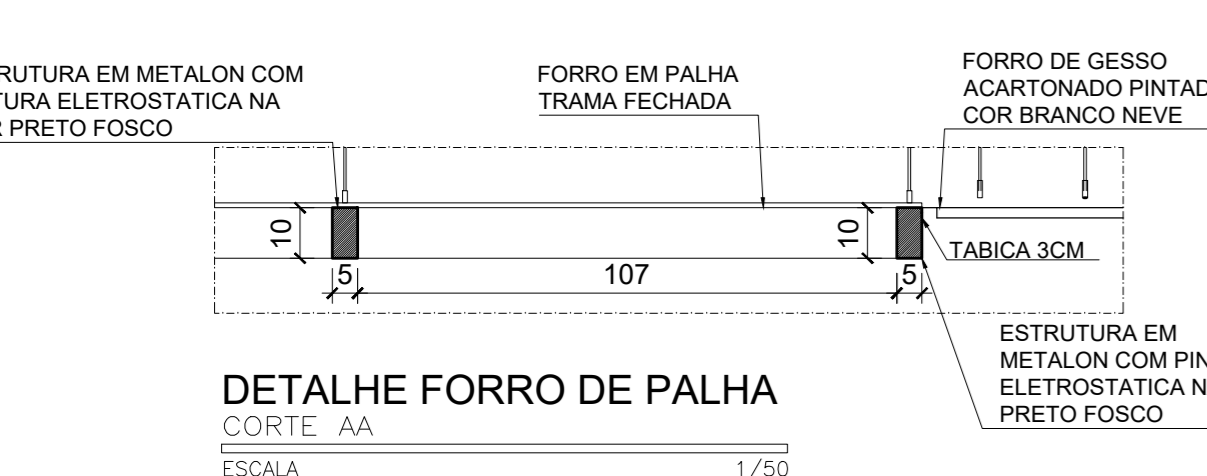 RUTURA EM METALON COM
TURA ELETROSTATICA NA
PRETO FOSCO
FORRO EM PALHA
TRAMA FECHADA
FORRO DE GESSO
ACARTONADO PINTAD
COR BRANCO NEVE
10
10
TABICA 3CM
5
107
5
ESTRUTURA EM
METALON COM PIN
ELETROSTATICA N
PRETO FOSCO
DETALHE FORRO DE PALHA
CORTE AA
ESCALA 1/50